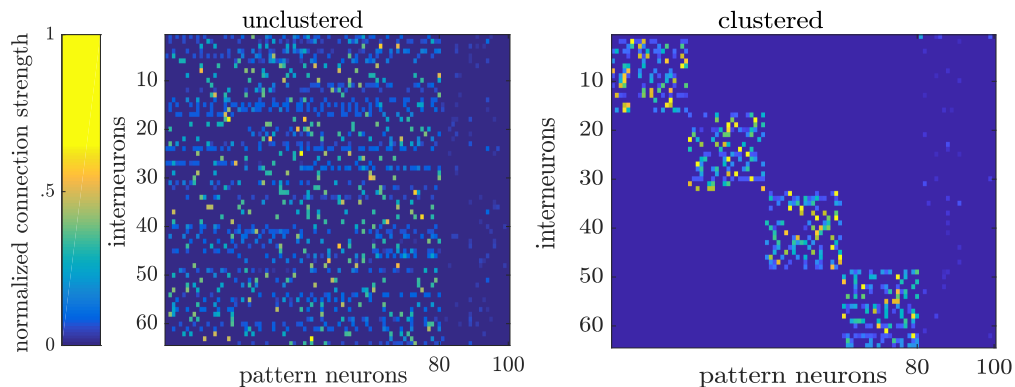 unclustered
clustered
normalized connection strength
1
.5
0
interneurons
10
20
30
40
50
60
80
100
pattern neurons
interneurons
10
20
30
40
50
60
80
100
pattern neurons